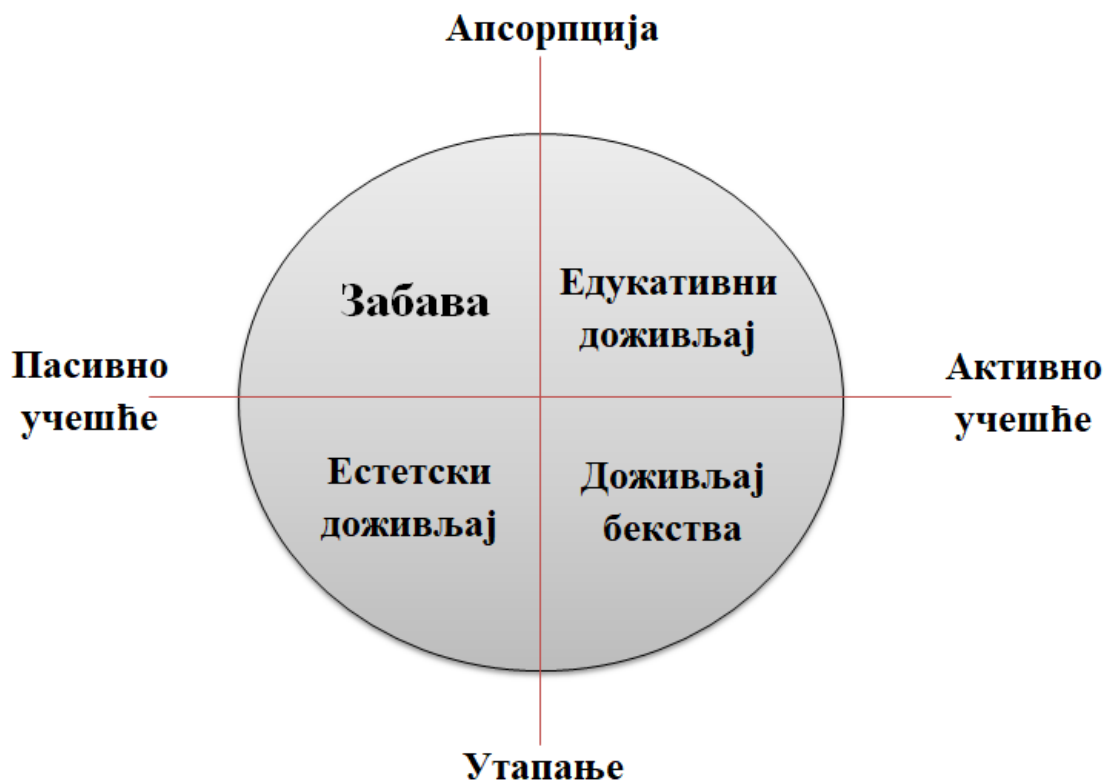 Апсорпција
Забава
Едукативни
доживљај
Пасивно
учешће
Активно
учешће
Естетски
доживљај
Доживљај
бекства
Утапање